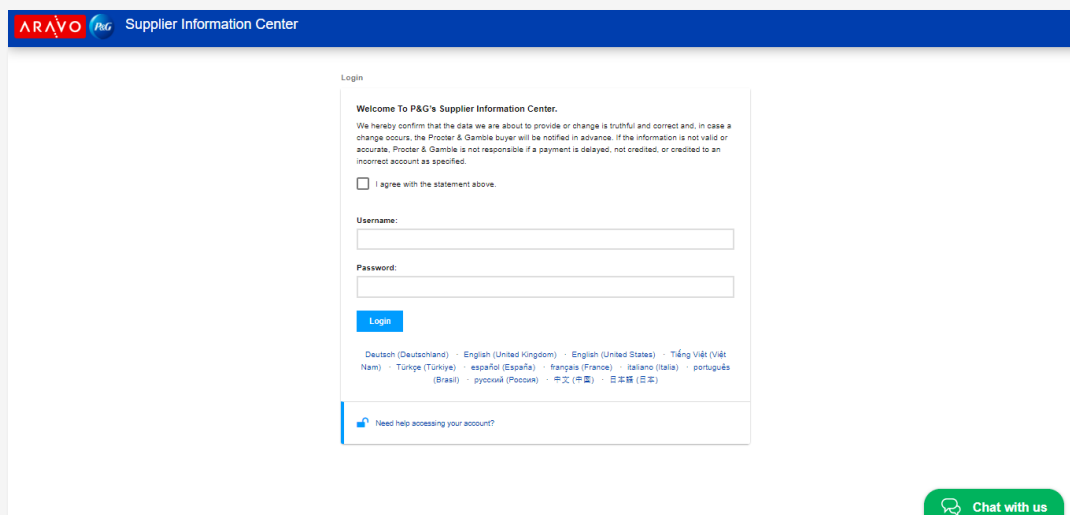 ARAVO P&G Supplier Information Center
Login
Welcome To P&G's Supplier Information Center.
We hereby confirm that the data we are about to provide or change is truthful and correct and, in case a
change occurs, the Procter & Gamble buyer will be notified in advance. If the information is not valid or
accurate, Procter & Gamble is not responsible if a payment is delayed, not credited, or credited to an
incorrect account as specified.
I agree with the statement above.
Username:
Password:
Login
Deutsch (Deutschland) · English (United Kingdom) · English (United States) · Tiếng Việt (Việt
Nam) · Türkçe (Türkiye) · español (España) · français (France) · italiano (Italia) · português
(Brasil) · русский (Россия) · 中文 (中国) · 日本語 (日本)
Need help accessing your account?
Chat with us